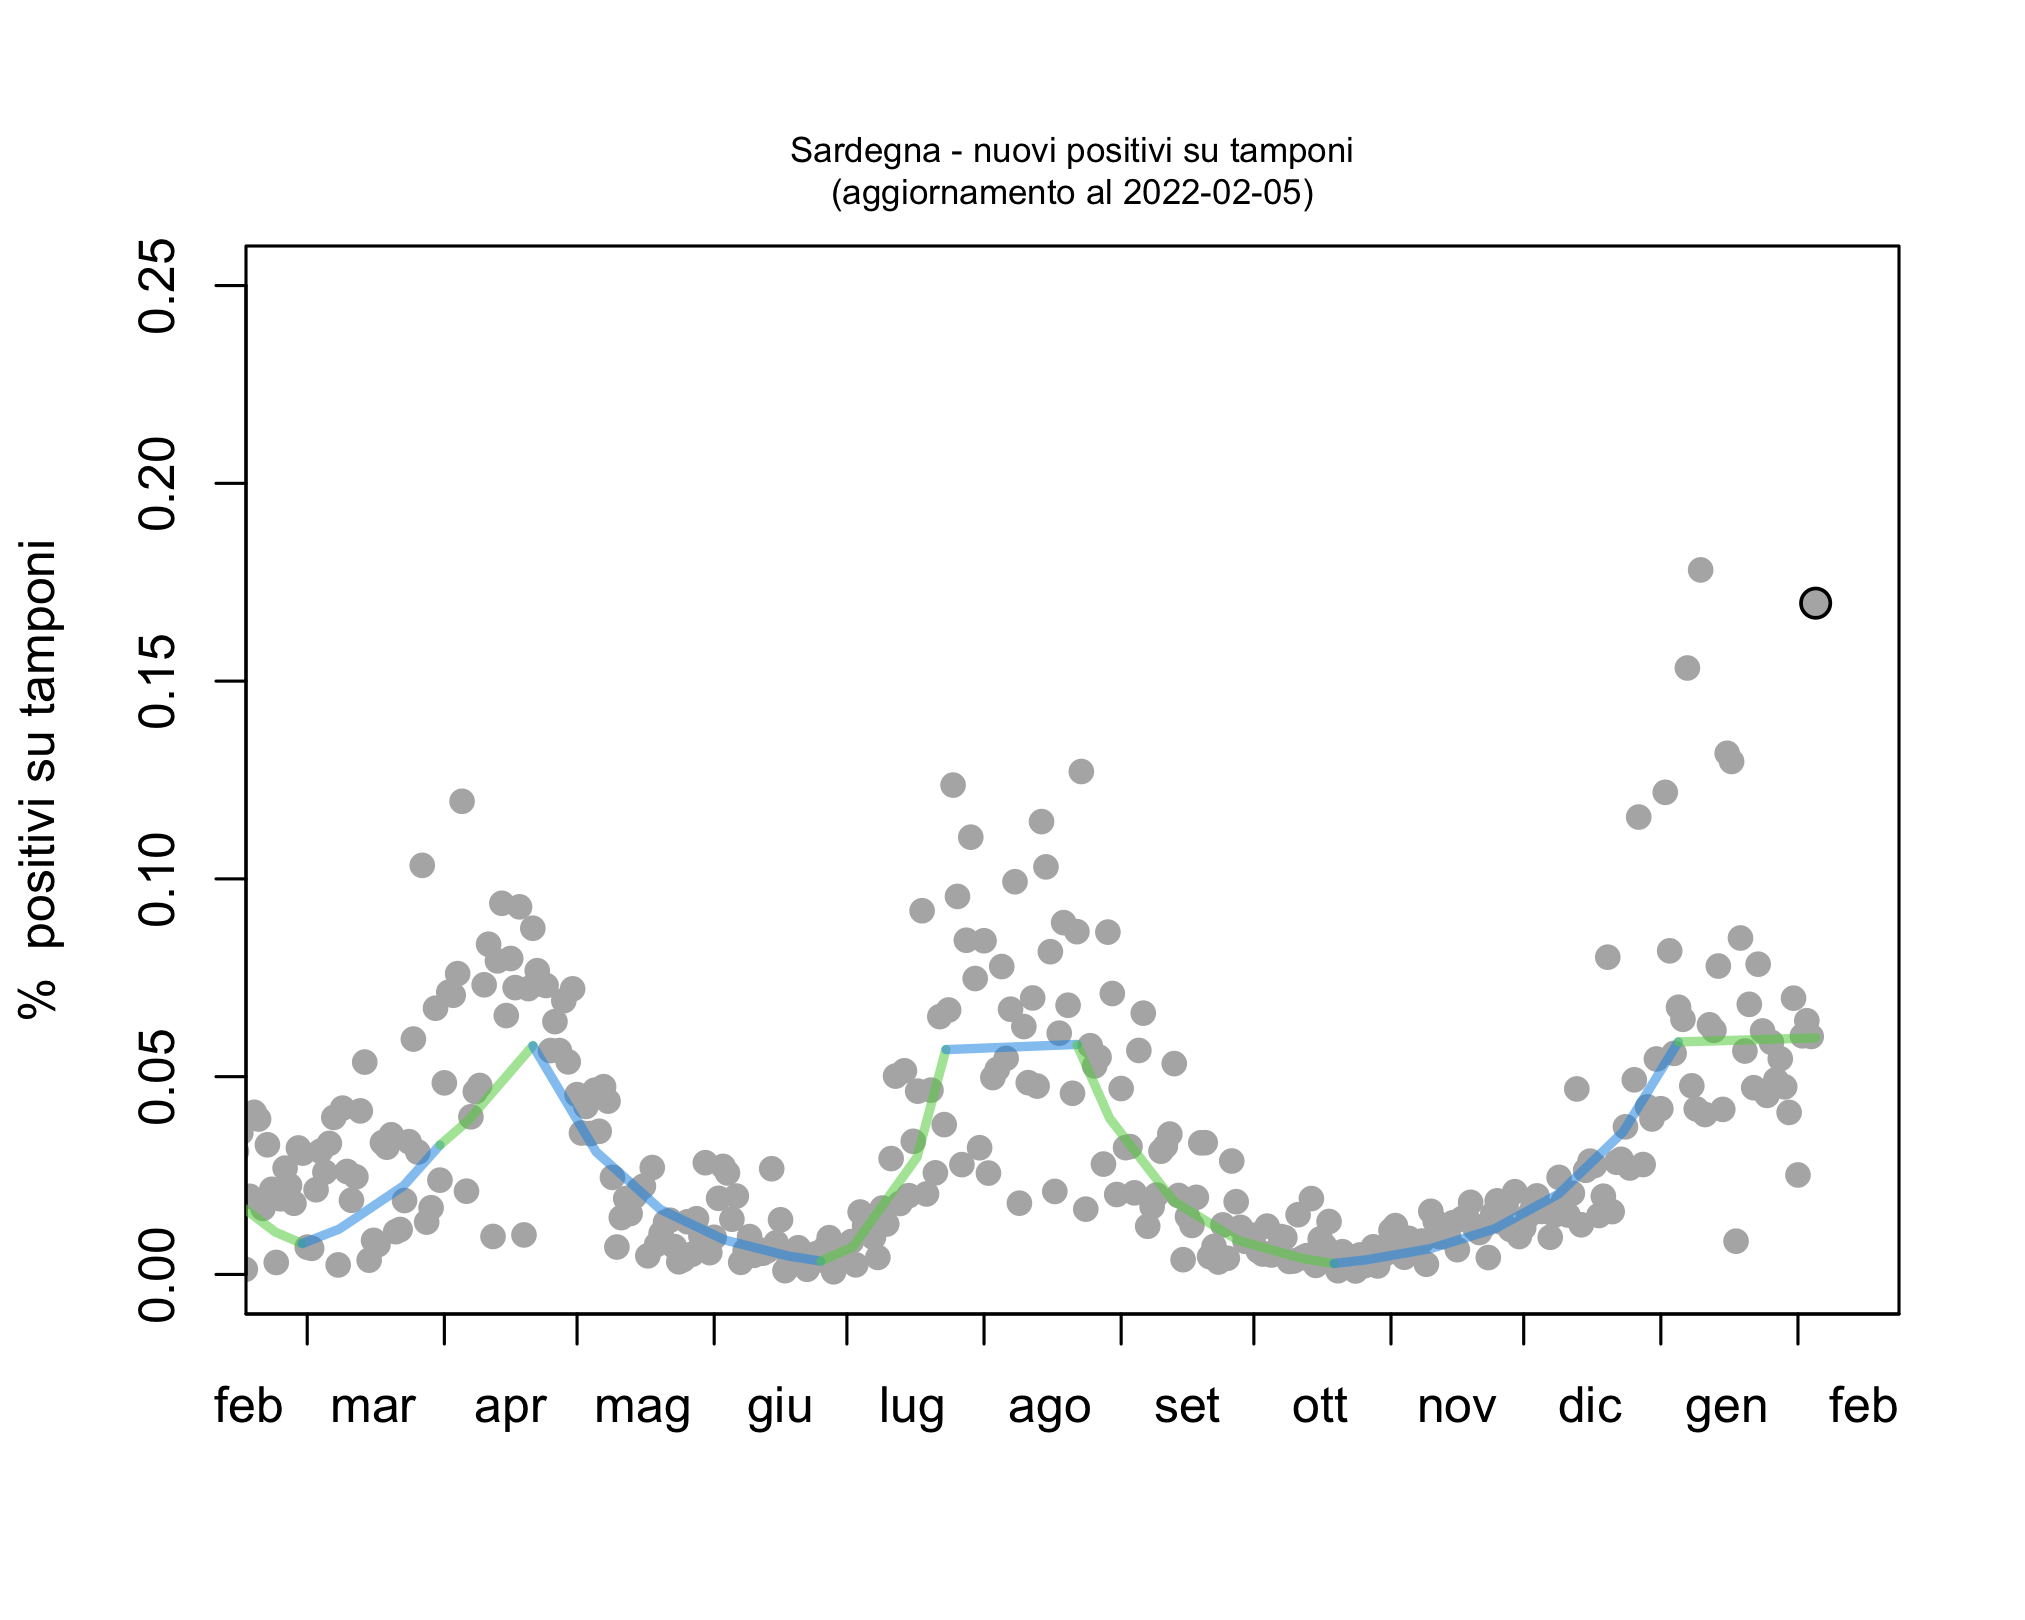 Sardegna - nuovi positivi su tamponi
(aggiornamento al 2022-02-05)
% positivi su tamponi
0.25
0.20
0.15
0.10
0.05
0.00
feb mar apr mag giu lug ago set ott nov dic gen feb